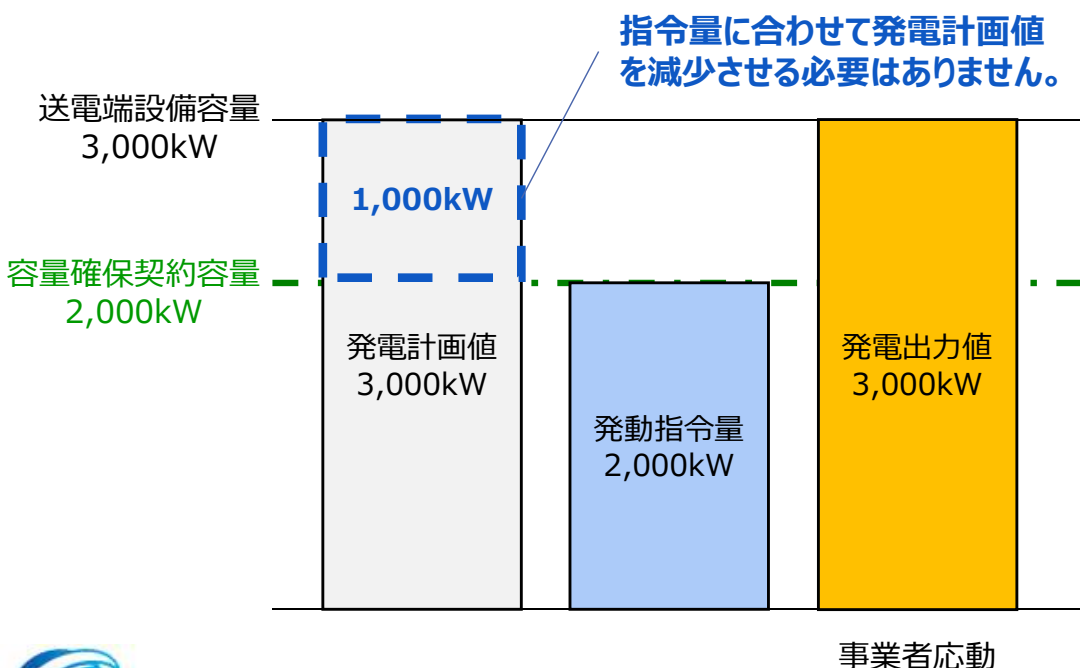 指令量に合わせて発電計画値
を減少させる必要はありません。
送電端設備容量
3,000kW
1,000kW
容量確保契約容量
2,000kW
発電計画値
3,000kW
発動指令量
2,000kW
発電出力値
3,000kW
事業者応動